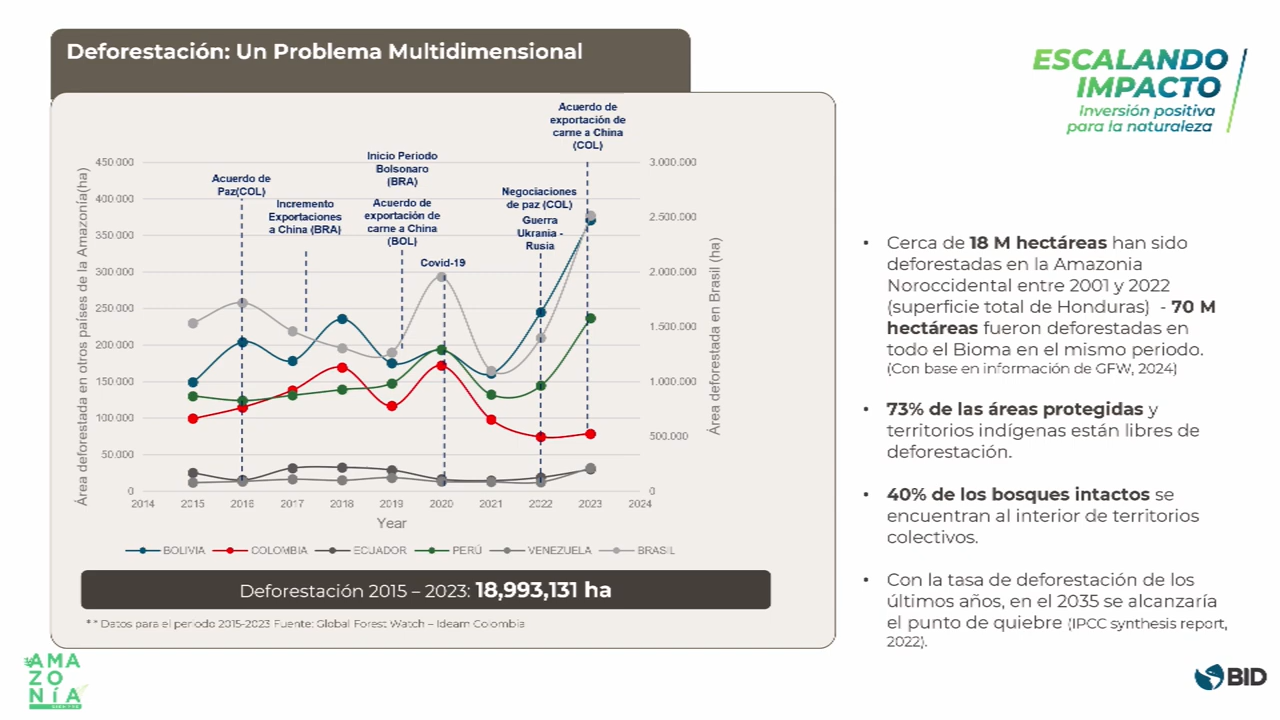 Deforestación: Un Problema Multidimensional
ESCALANDO
IMPACTO
Inversión positiva
para la naturaleza
Acuerdo de
exportación de
carne a China
(COL)
Inicio Periodo
Bolsonaro
(BRA)
Acuerdo de
Paz(COL)
Incremento
Exportaciones
a China (BRA)
Acuerdo de
exportación de
carne a China
(BOL)
Negociaciones
de paz (COL)
Guerra
Ukrania -
Rusia
Covid-19
Área deforestada en otros países de la Amazonía(ha)
450 000
400 000
350 000
300 000
250 000
200 000
150 000
100 000
50 000
0
3.000.000
2.500.000
2.000.000
1.500.000
1.000.000
500.000
0
Área deforestada en Brasil (ha)
2014 2015 2016 2017 2018 2019 2020 2021 2022 2023 2024
Year
BOLIVIA COLOMBIA ECUADOR PERÚ VENEZUELA BRASIL
Deforestación 2015 – 2023: 18,993,131 ha
* * Datos para el periodo 2015-2023 Fuente: Global Forest Watch – Ideam Colombia
• Cerca de 18 M hectáreas han sido
deforestadas en la Amazonia
Noroccidental entre 2001 y 2022
(superficie total de Honduras) - 70 M
hectáreas fueron deforestadas en
todo el Bioma en el mismo periodo.
(Con base en información de GFW, 2024)
• 73% de las áreas protegidas y
territorios indígenas están libres de
deforestación.
• 40% de los bosques intactos se
encuentran al interior de territorios
colectivos.
• Con la tasa de deforestación de los
últimos años, en el 2035 se alcanzaría
el punto de quiebre (IPCC synthesis report,
2022).
AMA
ZO
NÍA
BID